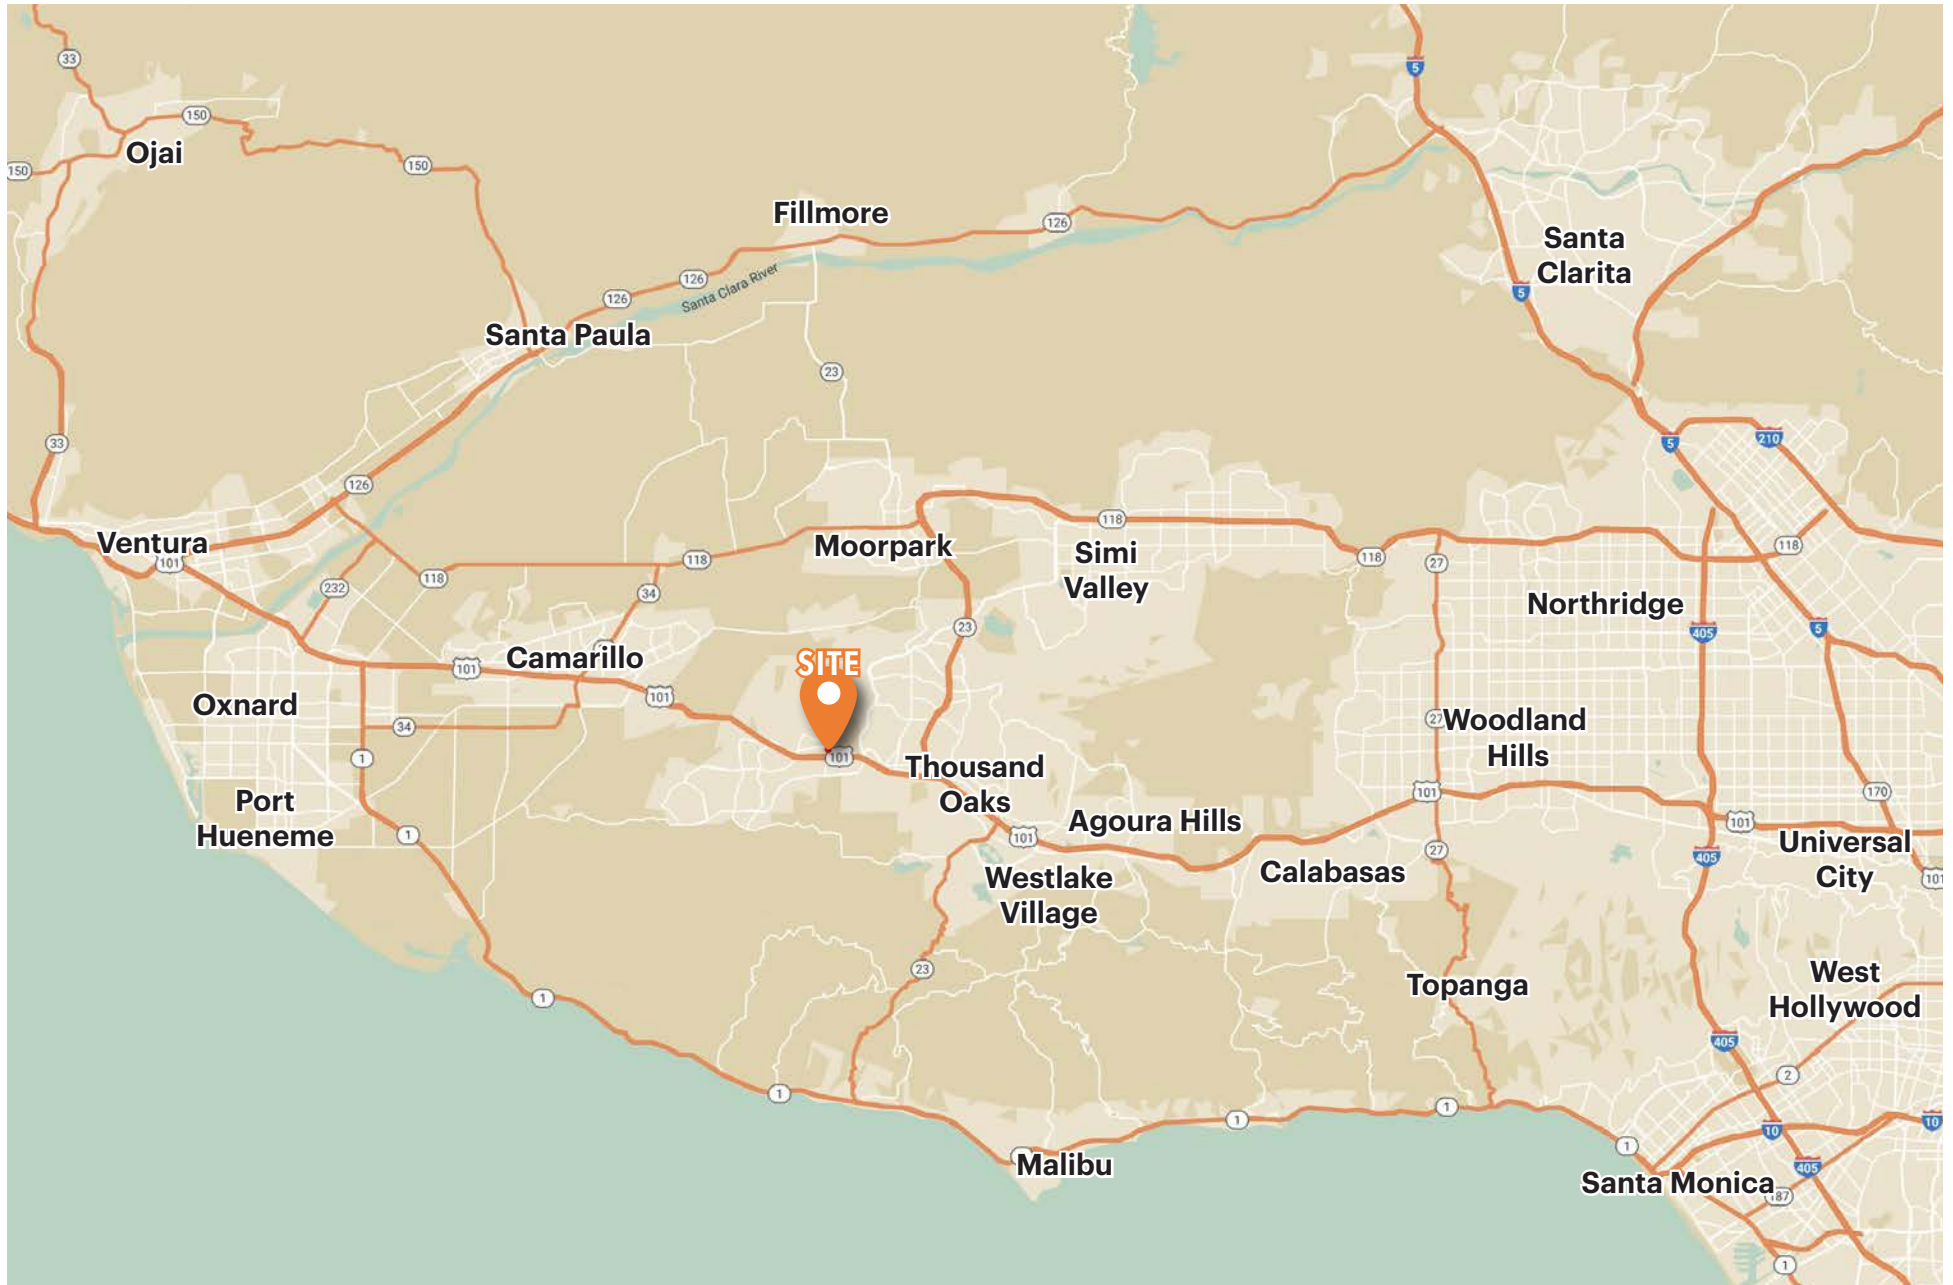 33
5
150
Ojai
150
150
Fillmore
126
Santa
Clarita
126
Santa Clara River
126
5
Santa Paula
23
33
5
210
126
118
Ventura
101
Moorpark
118
Simi
Valley
118
118
27
118
232
34
Northridge
405
5
23
Camarillo
101
SITE
101
Oxnard
34
27
Woodland
Hills
1
101
Thousand
Oaks
101
170
Port
Hueneme
1
101
Agoura Hills
101
Universal
City
405
27
Calabasas
101
Westlake
Village
23
Topanga
West
Hollywood
1
405
2
1
1
1
10
10
1
Malibu
405
Santa Monica
187
1